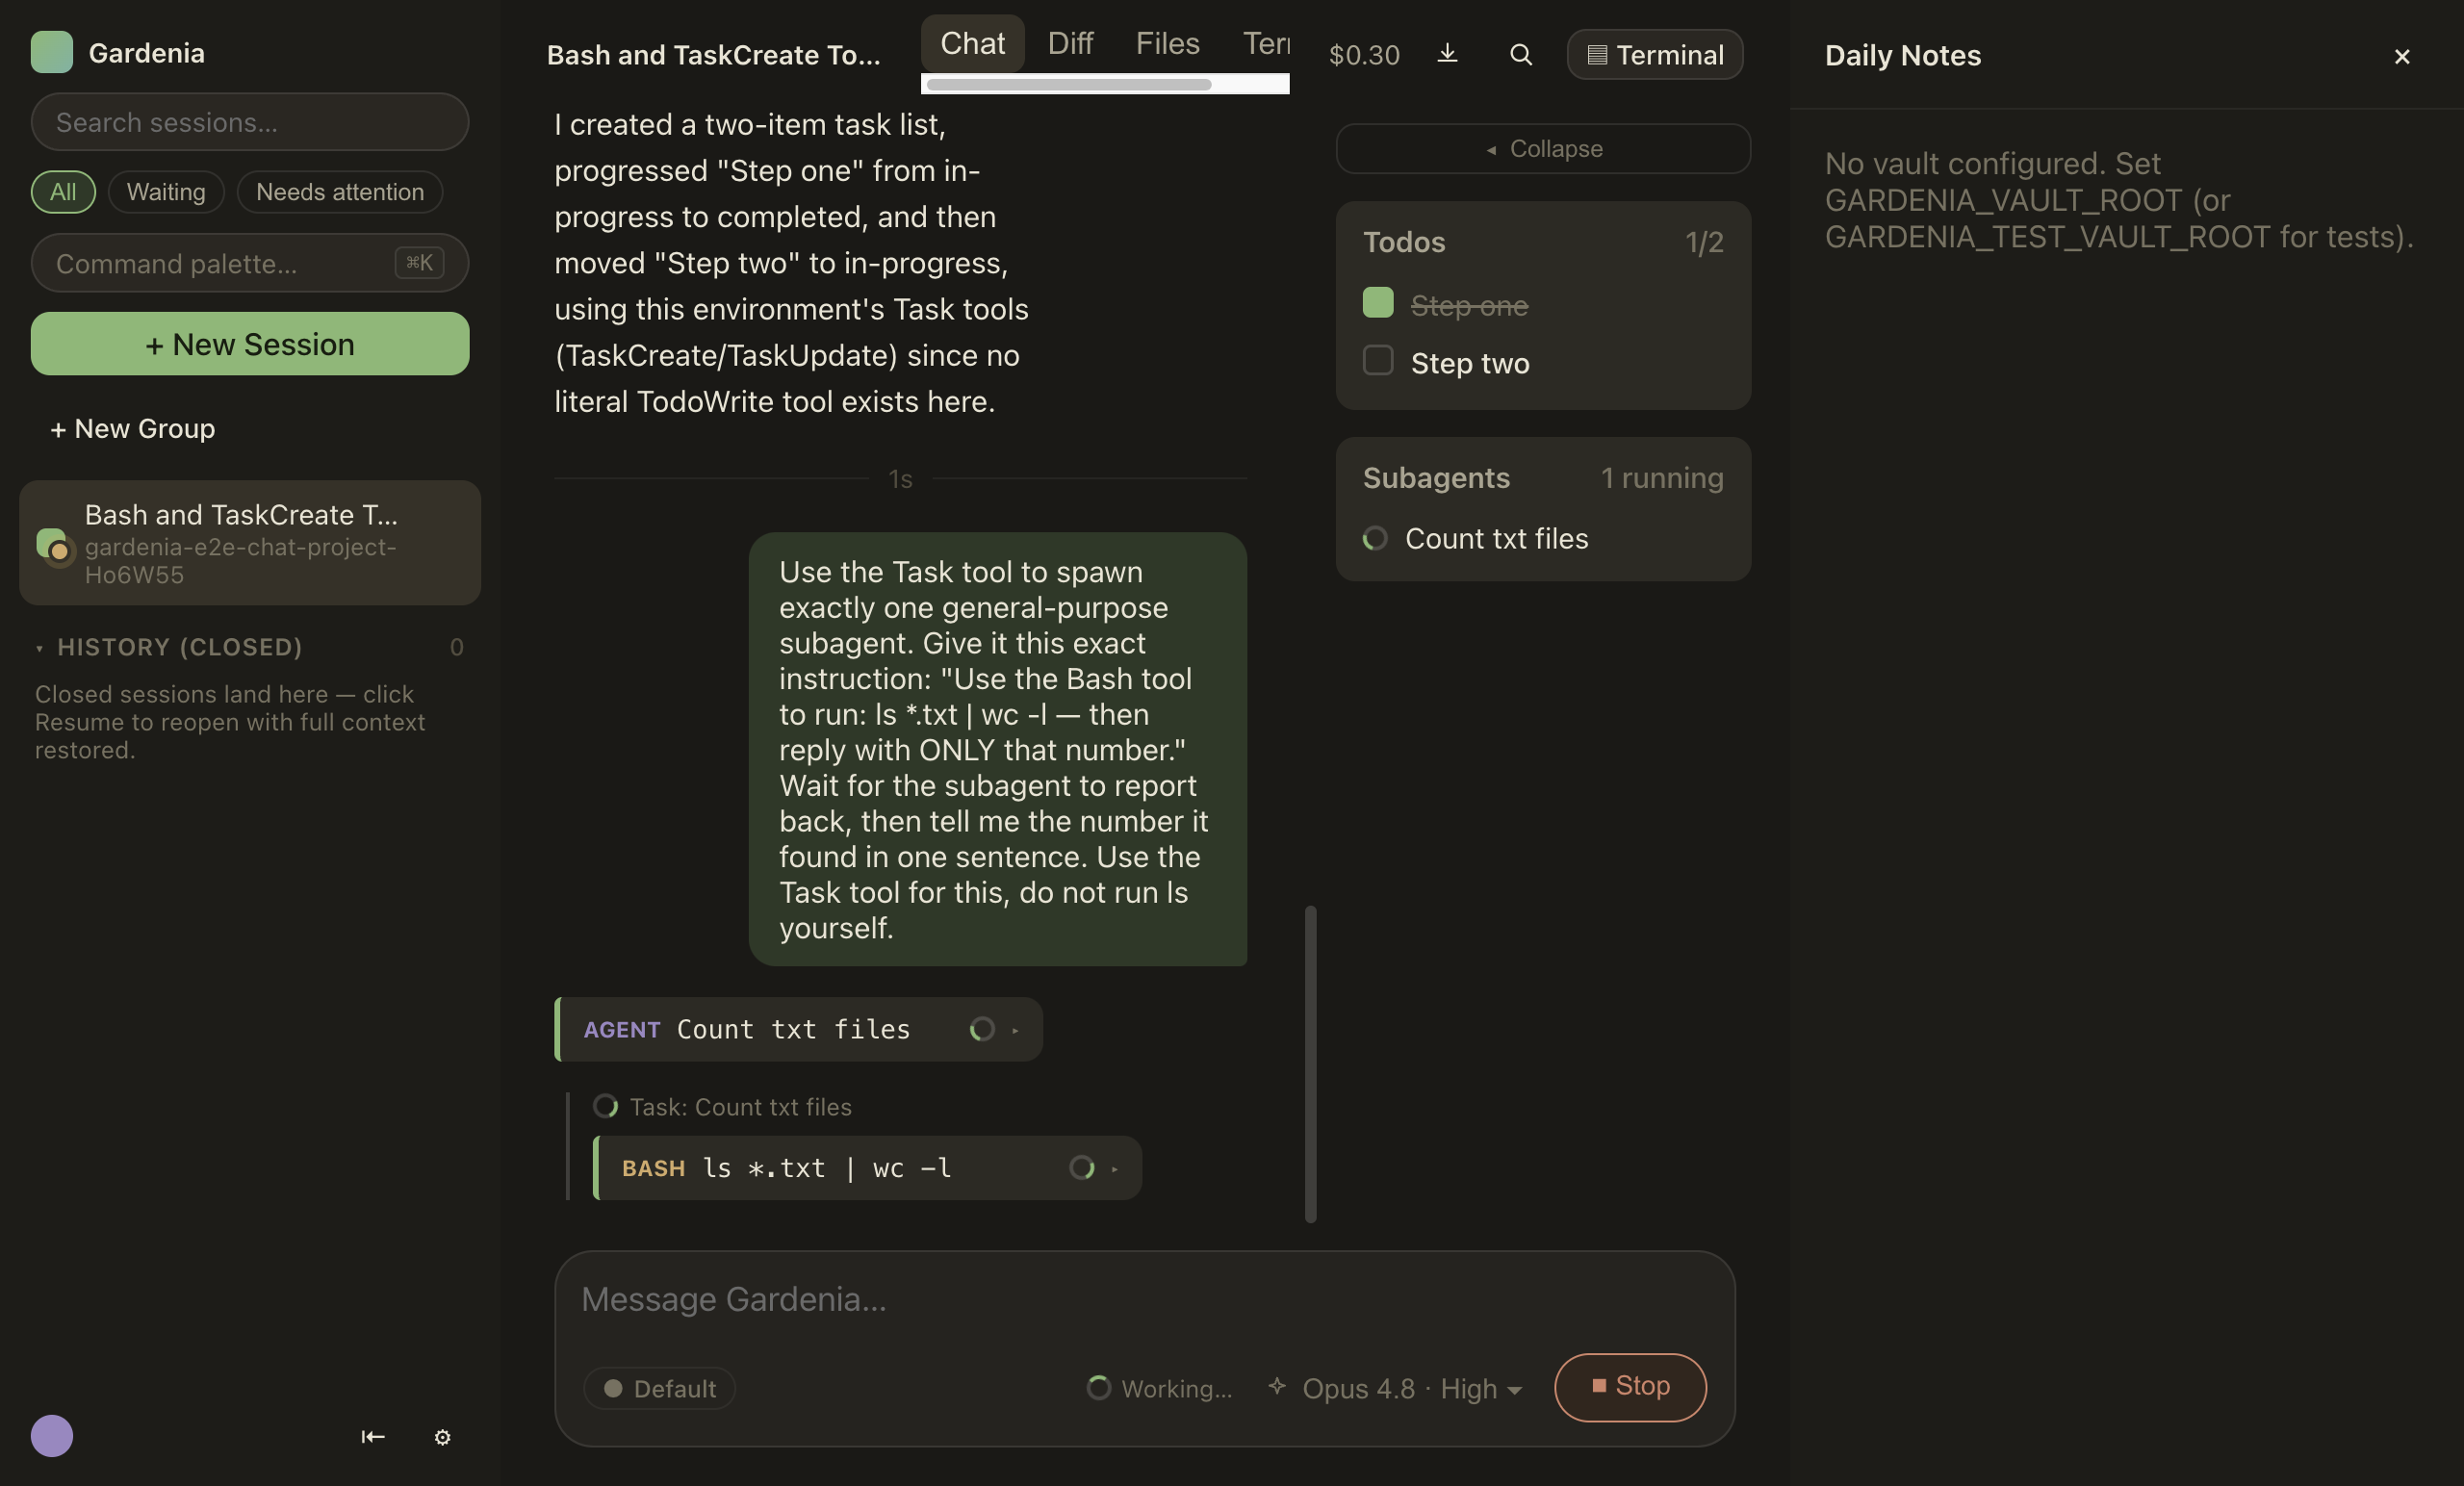 Gardenia
Search sessions...
All
Waiting
Needs attention
Command palette...
⌘K
+ New Session
+ New Group
Bash and TaskCreate T...
gardenia-e2e-chat-project-
Ho6W55
HISTORY (CLOSED)
0
Closed sessions land here — click
Resume to reopen with full context
restored.
Bash and TaskCreate To...
Chat
Diff
Files
$0.30
Terminal
I created a two-item task list,
progressed "Step one" from in-
progress to completed, and then
moved "Step two" to in-progress,
using this environment's Task tools
(TaskCreate/TaskUpdate) since no
literal TodoWrite tool exists here.
1s
Use the Task tool to spawn
exactly one general-purpose
subagent. Give it this exact
instruction: "Use the Bash tool
to run: ls *.txt | wc -l — then
reply with ONLY that number."
Wait for the subagent to report
back, then tell me the number it
found in one sentence. Use the
Task tool for this, do not run ls
yourself.
AGENT Count txt files
Task: Count txt files
BASH ls *.txt | wc -l
Message Gardenia...
Default
Working...
Opus 4.8 · High
Stop
Collapse
Todos
1/2
Step one
Step two
Subagents
1 running
Count txt files
Daily Notes
No vault configured. Set
GARDENIA_VAULT_ROOT (or
GARDENIA_TEST_VAULT_ROOT for tests).